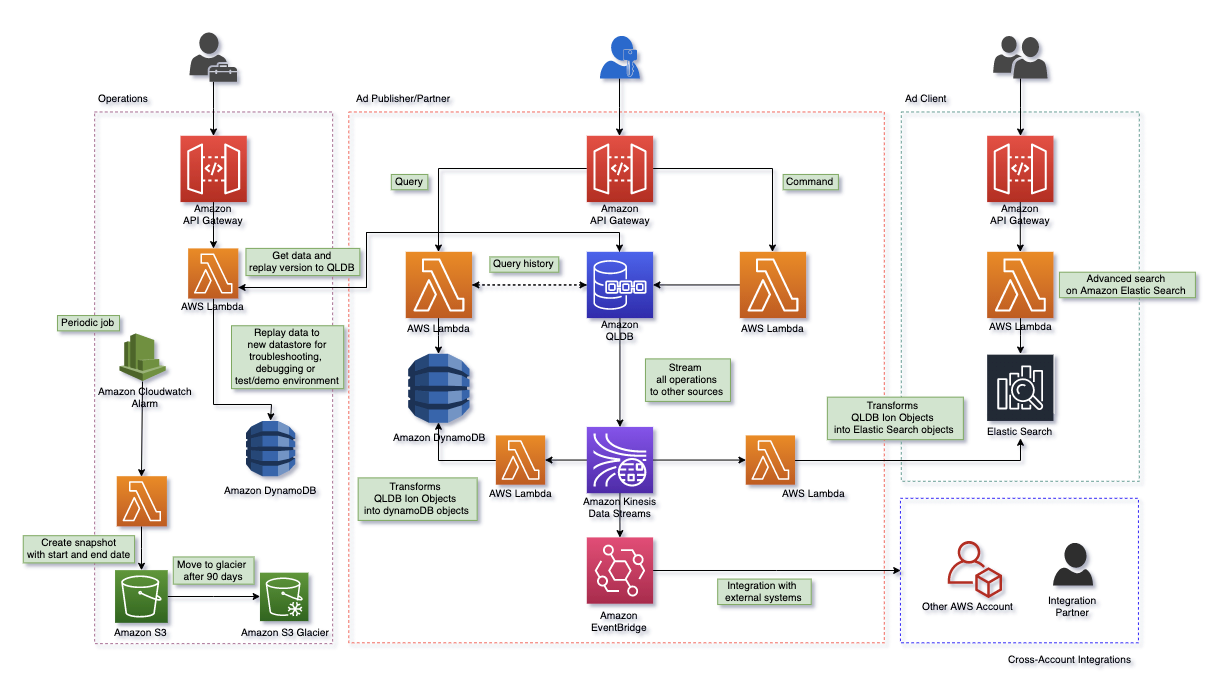 Operations
Ad Publisher/Partner
Ad Client
Amazon
API Gateway
Amazon
API Gateway
Amazon
API Gateway
Query
Command
Get data and
replay version to QLDB
Query history
AWS Lambda
AWS Lambda
Amazon
QLDB
AWS Lambda
AWS Lambda
Advanced search
on Amazon Elastic Search
Periodic job
Amazon Cloudwatch
Alarm
Replay data to
new datastore for
troubleshooting,
debugging or
test/demo environment
Stream
all operations
to other sources
Amazon DynamoDB
Transforms
QLDB Ion Objects
into Elastic Search objects
Elastic Search
Amazon DynamoDB
AWS Lambda
Amazon Kinesis
Data Streams
AWS Lambda
Transforms
QLDB Ion Objects
into dynamoDB objects
Create snapshot
with start and end date
Move to glacier
after 90 days
Amazon S3
Amazon S3 Glacier
Amazon
EventBridge
Integration with
external systems
Other AWS Account
Integration
Partner
Cross-Account Integrations